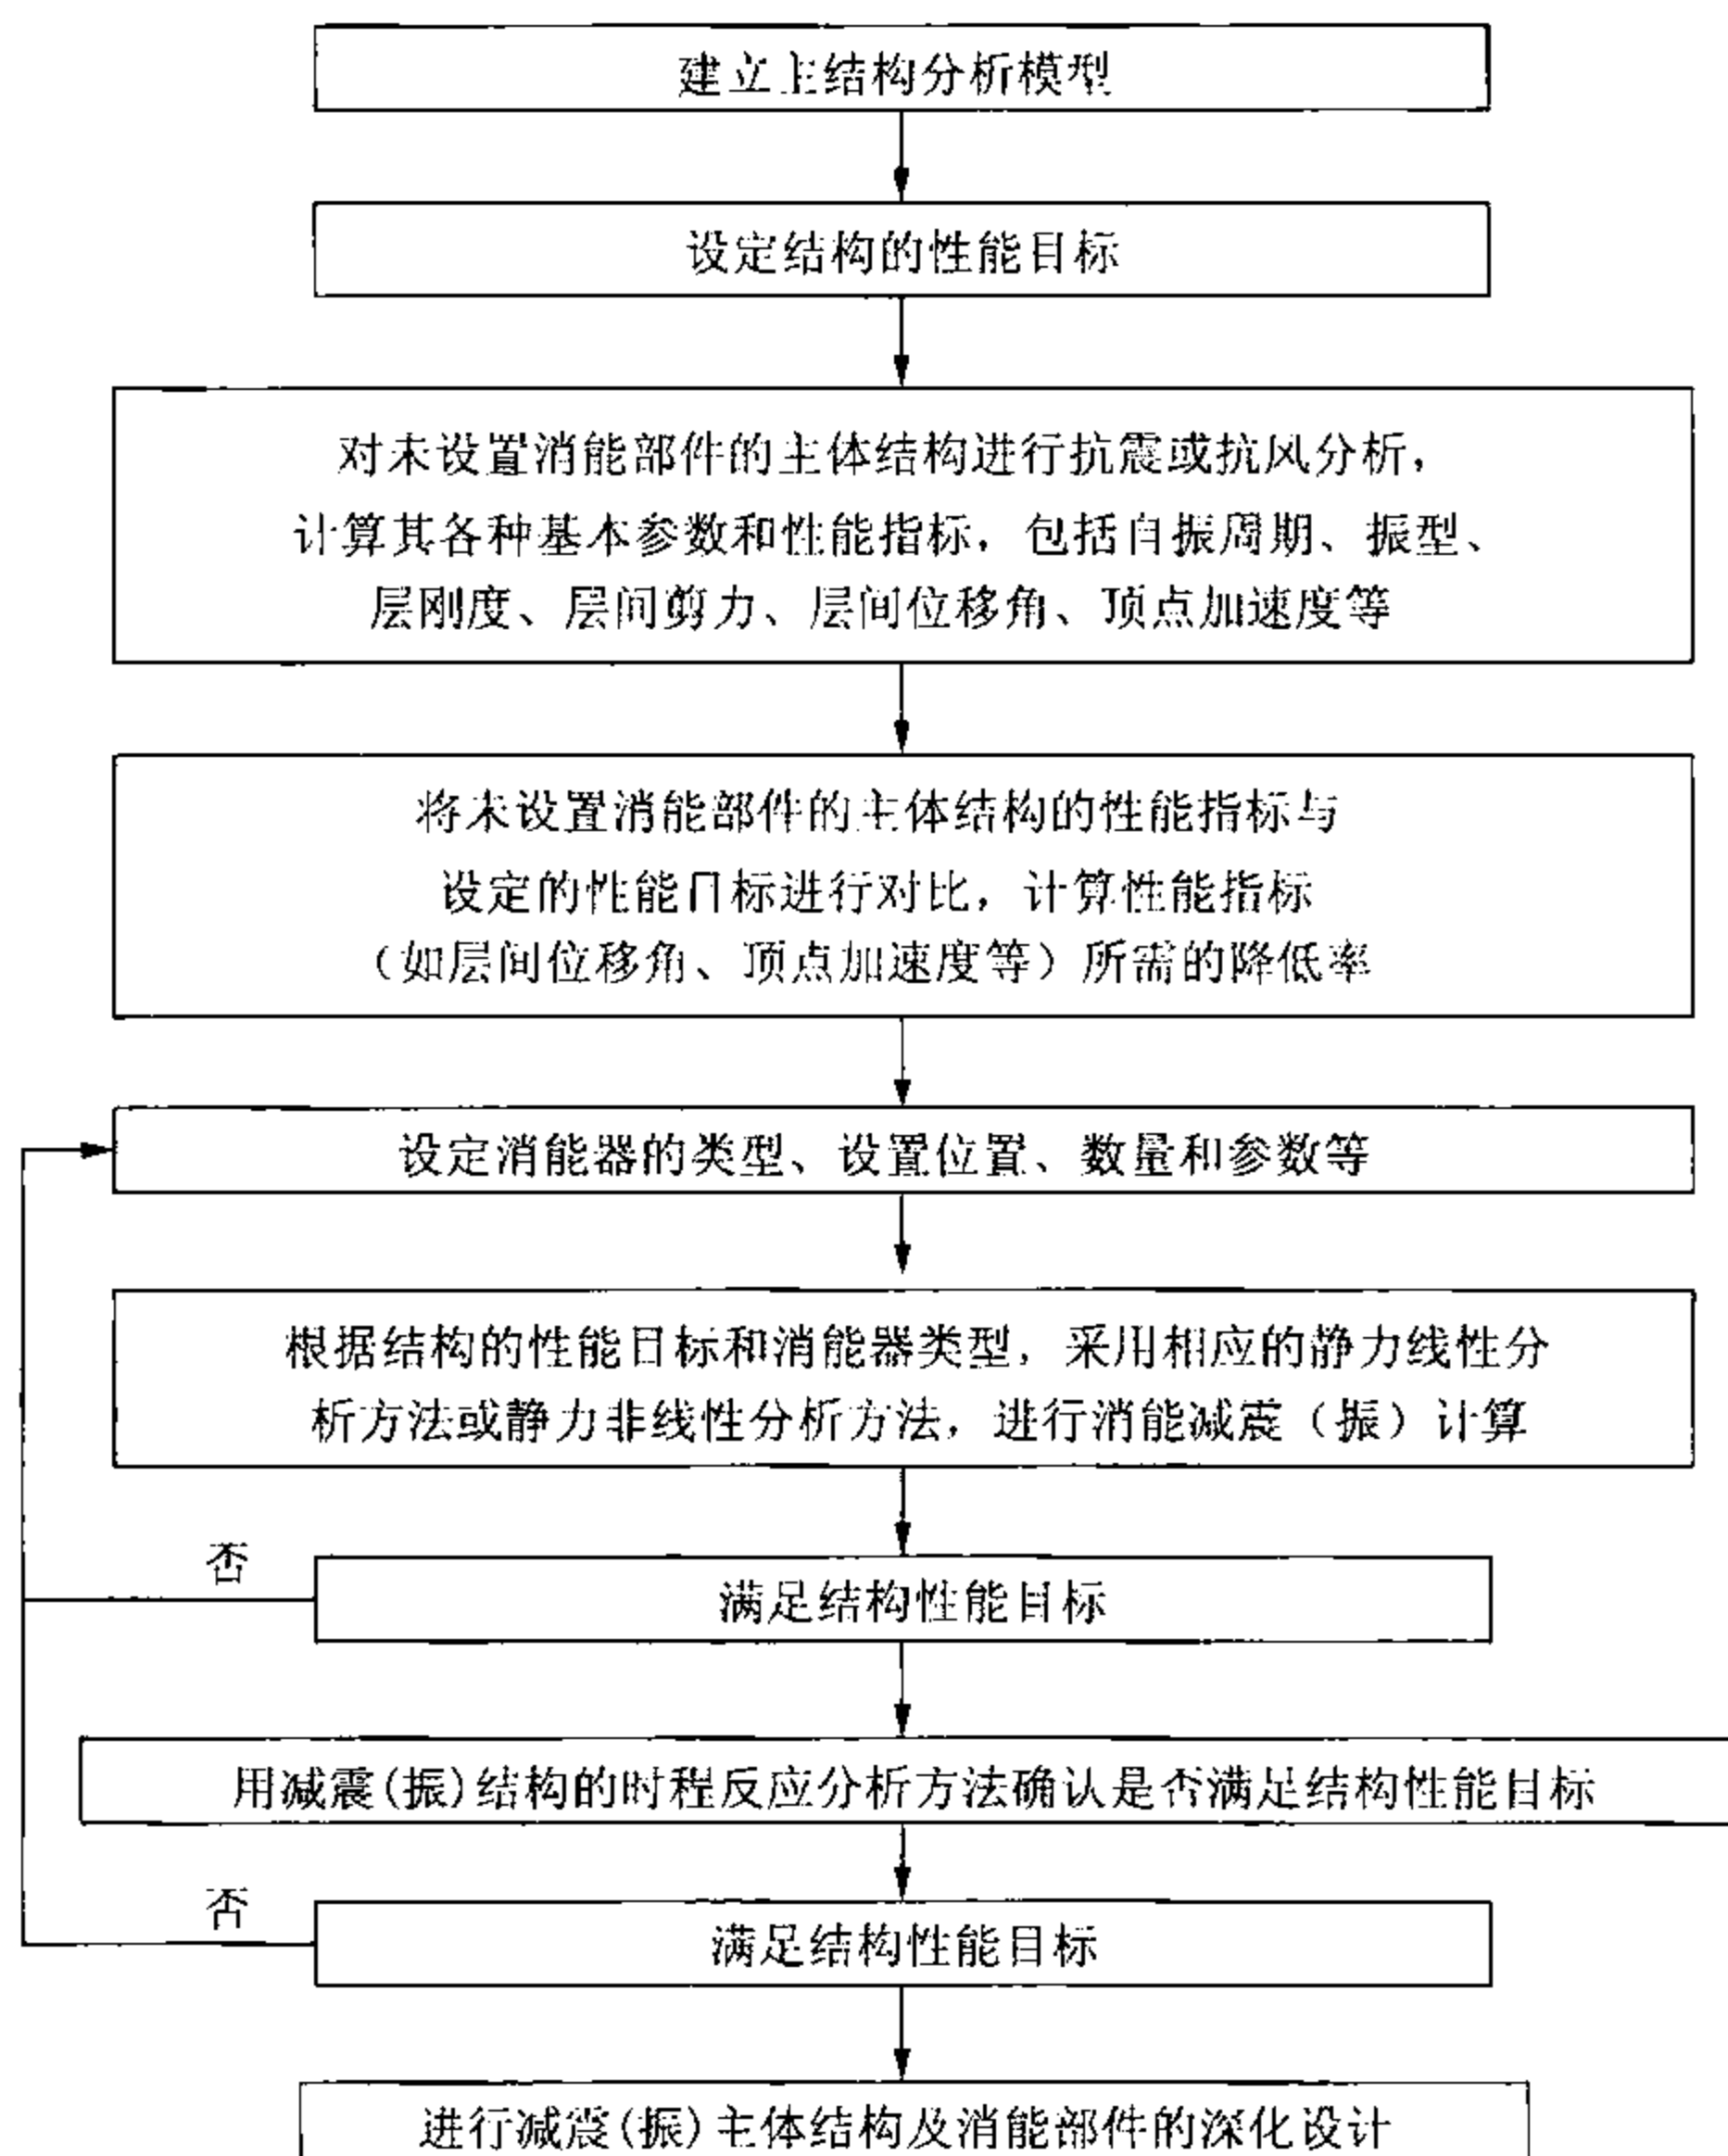 建立主结构分析模型
设定结构的性能目标
对未设置消能部件的主体结构进行抗震或抗风分析，
计算其各种基本参数和性能指标，包括自振周期、振型、
层刚度、层间剪力、层间位移角、顶点加速度等
将未设置消能部件的主体结构的性能指标与
设定的性能目标进行对比，计算性能指标
（如层间位移角、顶点加速度等）所需的降低率
设定消能器的类型、设置位置、数量和参数等
根据结构的性能目标和消能器类型，采用相应的静力线性分
析方法或静力非线性分析方法，进行消能减震（振）计算
否
满足结构性能目标
用减震(振)结构的时程反应分析方法确认是否满足结构性能目标
否
满足结构性能目标
进行减震(振)主体结构及消能部件的深化设计